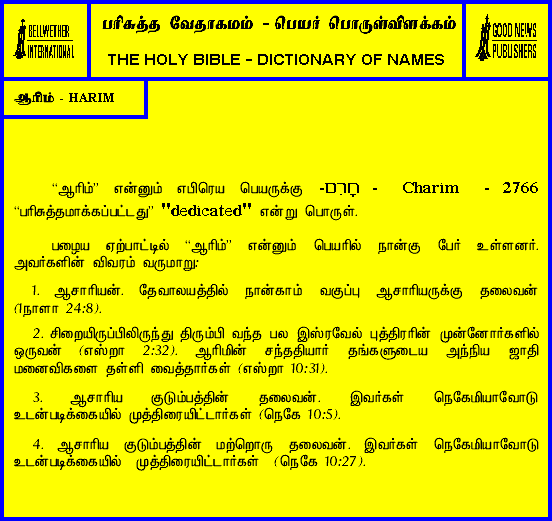 BELLWETHER
INTERNATIONAL
பரிசுத்த வேதாகமம் - பெயர் பொருள்விளக்கம்
THE HOLY BIBLE - DICTIONARY OF NAMES
GOOD NEWS
PUBLISHERS
ஆரிம் - HARIM
“ஆரிம்” என்னும் எபிரெய பெயருக்கு -חָרִם - Charim - 2766
“பரிசுத்தமாக்கப்பட்டது” "dedicated" என்று பொருள்.
பழைய ஏற்பாட்டில் “ஆரிம்” என்னும் பெயரில் நான்கு பேர் உள்ளனர்.
அவர்களின் விவரம் வருமாறு:
1. ஆசாரியன். தேவாலயத்தில் நான்காம் வகுப்பு ஆசாரியருக்கு தலைவன்
(1நாளா 24:8).
2. சிறையிருப்பிலிருந்து திரும்பி வந்த பல இஸ்ரவேல் புத்திரரின் முன்னோர்களில்
ஒருவன் (எஸ்றா 2:32). ஆரிமின் சந்ததியார் தங்களுடைய அந்நிய ஜாதி
மனைவிகளை தள்ளி வைத்தார்கள் (எஸ்றா 10:31).
3. ஆசாரிய குடும்பத்தின் தலைவன். இவர்கள் நெகேமியாவோடு
உடன்படிக்கையில் முத்திரையிட்டார்கள் (நெகே 10:5).
4. ஆசாரிய குடும்பத்தின் மற்றொரு தலைவன். இவர்கள் நெகேமியாவோடு
உடன்படிக்கையில் முத்திரையிட்டார்கள் (நெகே 10:27).